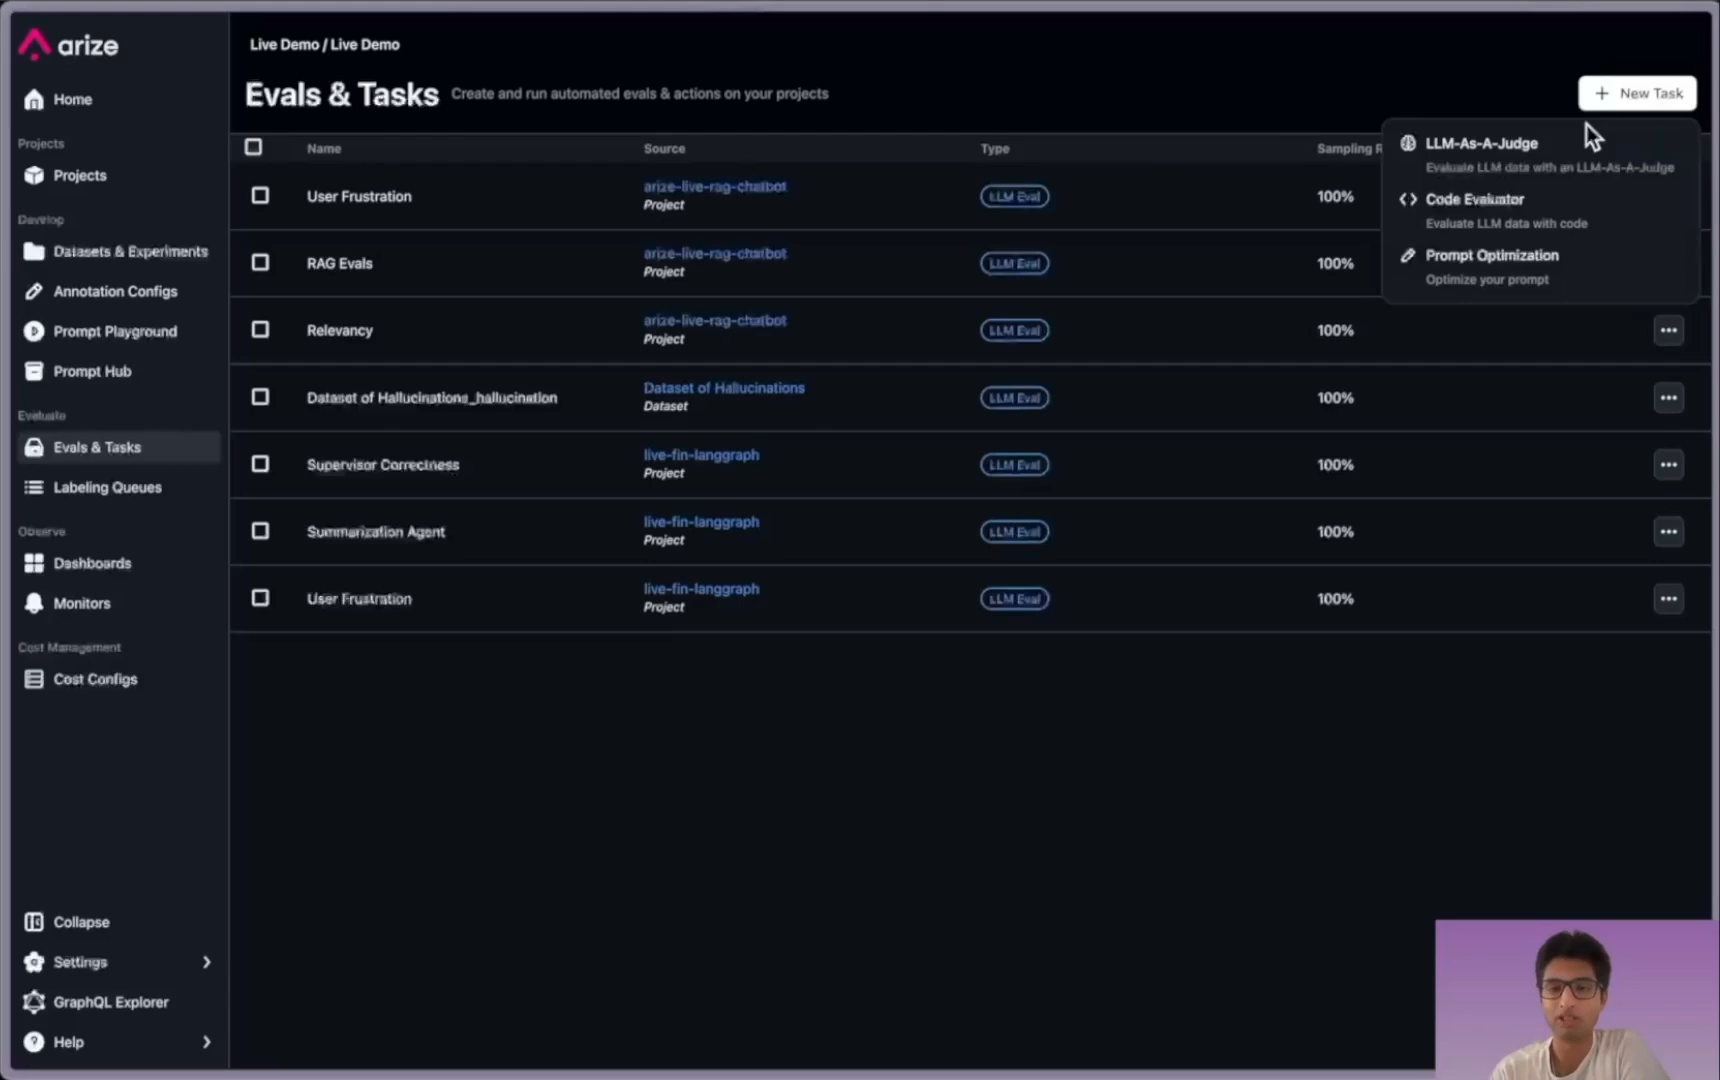 arize
Home
Projects
Projects
Develop
Datasets & Experiments
Annotation Configs
Prompt Playground
Prompt Hub
Evaluate
Evals & Tasks
Labeling Queues
Observe
Dashboards
Monitors
Cost Management
Cost Configs
Collapse
Settings
GraphQL Explorer
Help
Live Demo / Live Demo
Evals & Tasks Create and run automated evals & actions on your projects
+ New Task
LLM-As-A-Judge
Evaluate LLM data with an LLM-As-A-Judge
Code Evaluator
Evaluate LLM data with code
Prompt Optimization
Optimize your prompt
Name Source Type Sampling R
User Frustration arize-live-rag-chatbot LLM Eval 100%
Project
RAG Evals arize-live-rag-chatbot LLM Eval 100%
Project
Relevancy arize-live-rag-chatbot LLM Eval 100%
Project
Dataset of Hallucinations_hallucination Dataset of Hallucinations LLM Eval 100%
Dataset
Supervisor Correctness live-fin-langgraph LLM Eval 100%
Project
Summarization Agent live-fin-langgraph LLM Eval 100%
Project
User Frustration live-fin-langgraph LLM Eval 100%
Project